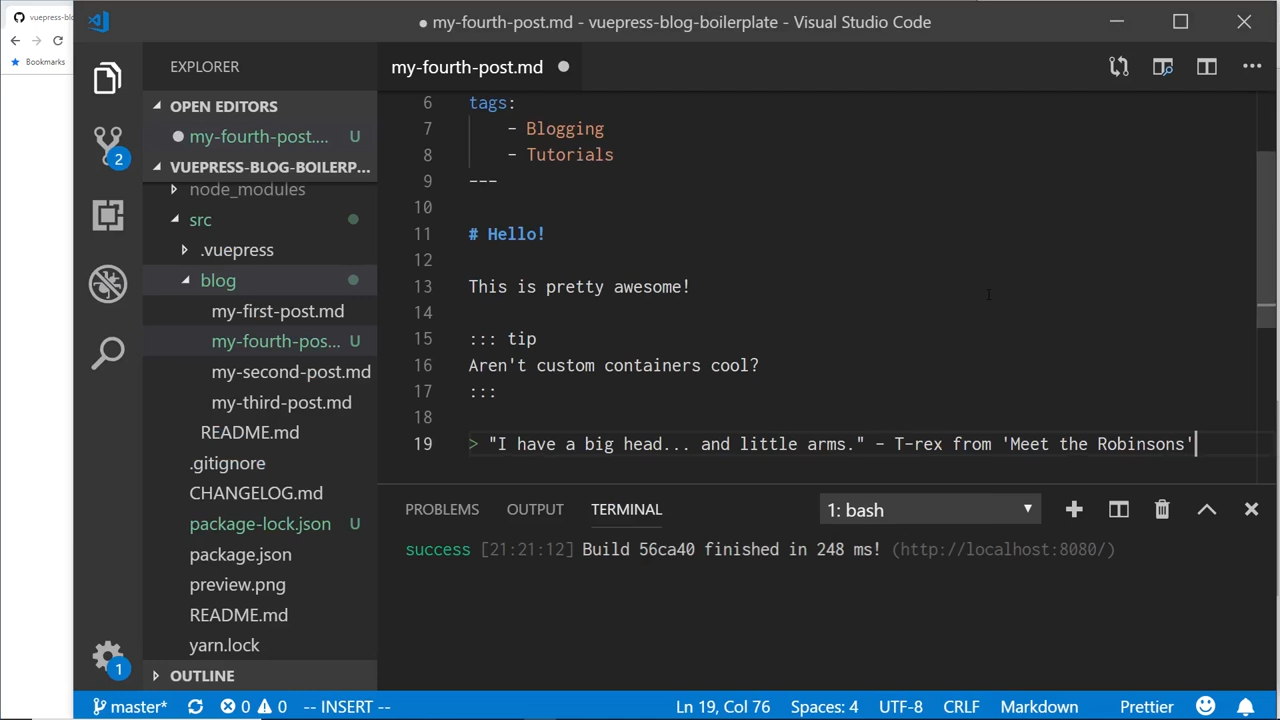 vuepress-blo
Bookmarks
● my-fourth-post.md - vuepress-blog-boilerplate - Visual Studio Code
EXPLORER
OPEN EDITORS
my-fourth-post.... U
VUEPRESS-BLOG-BOILERP...
node_modules
src
.vuepress
blog
my-first-post.md
my-fourth-pos... U
my-second-post.md
my-third-post.md
README.md
.gitignore
CHANGELOG.md
package-lock.json U
package.json
preview.png
README.md
yarn.lock
OUTLINE
2
1
my-fourth-post.md
6 tags:
7 - Blogging
8 - Tutorials
9 ---
10
11 # Hello!
12
13 This is pretty awesome!
14
15 ::: tip
16 Aren't custom containers cool?
17 :::
18
19 > "I have a big head... and little arms." - T-rex from 'Meet the Robinsons'
PROBLEMS OUTPUT TERMINAL 1: bash
success [21:21:12] Build 56ca40 finished in 248 ms! (http://localhost:8080/)
master* 0 0 -- INSERT -- Ln 19, Col 76 Spaces: 4 UTF-8 CRLF Markdown Prettier